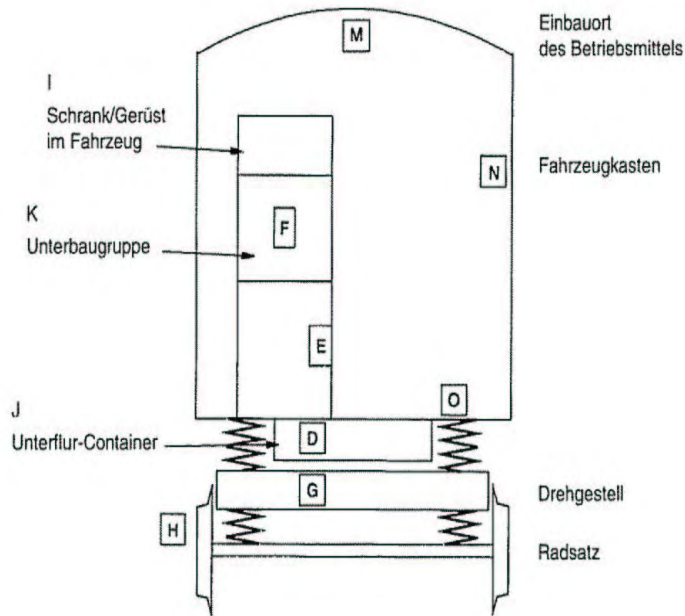 M
Einbauort
des Betriebsmittels
I
Schrank/Gerüst
im Fahrzeug
N
Fahrzeugkasten
K
F
Unterbaugruppe
E
O
J
D
Unterflur-Container
G
Drehgestell
H
Radsatz